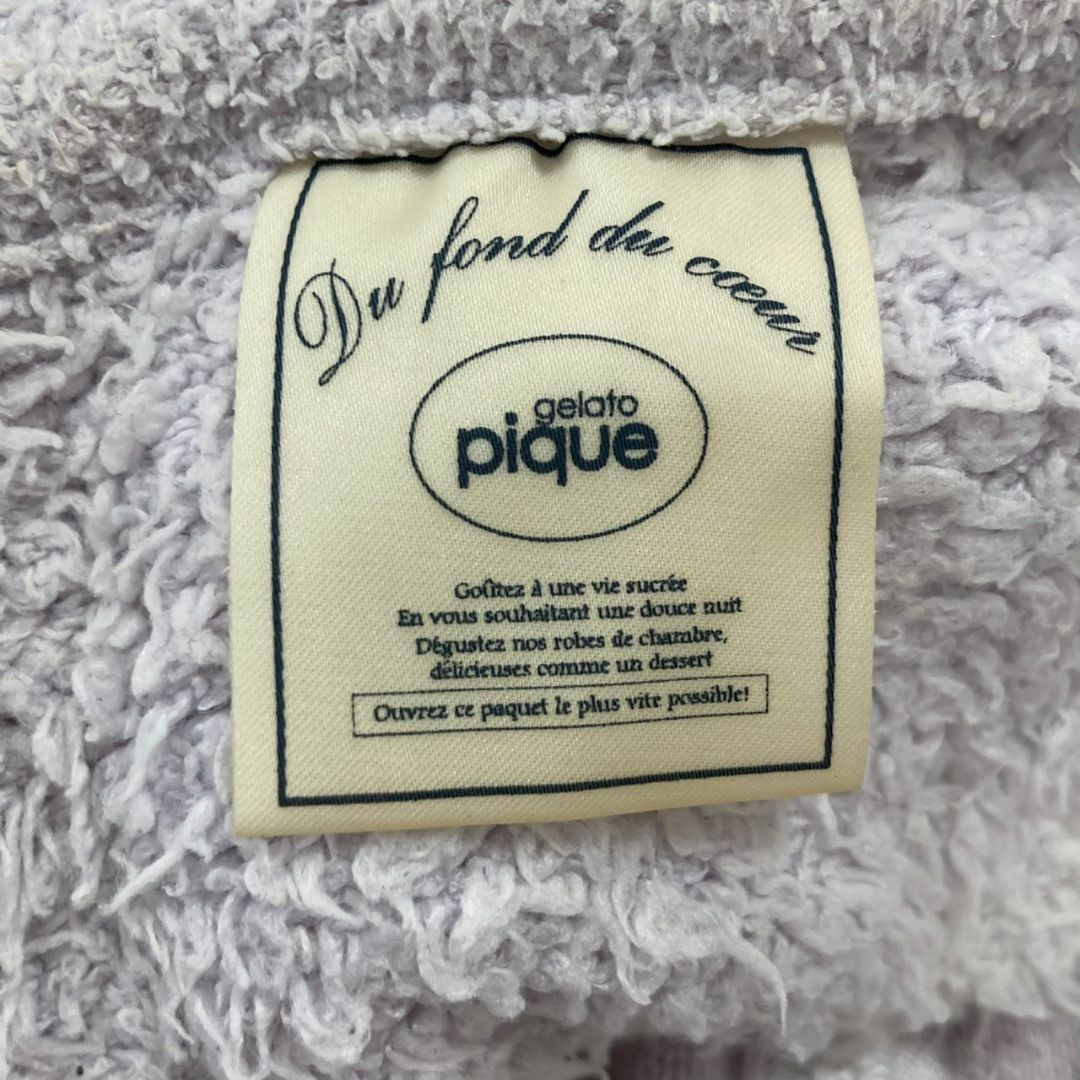 Du fond du cœur
gelato
pique
Goûtez à une vie sucrée
En vous souhaitant une douce nuit
Dégustez nos robes de chambre,
délicieuses comme un dessert
Ouvrez ce paquet le plus vite possible!